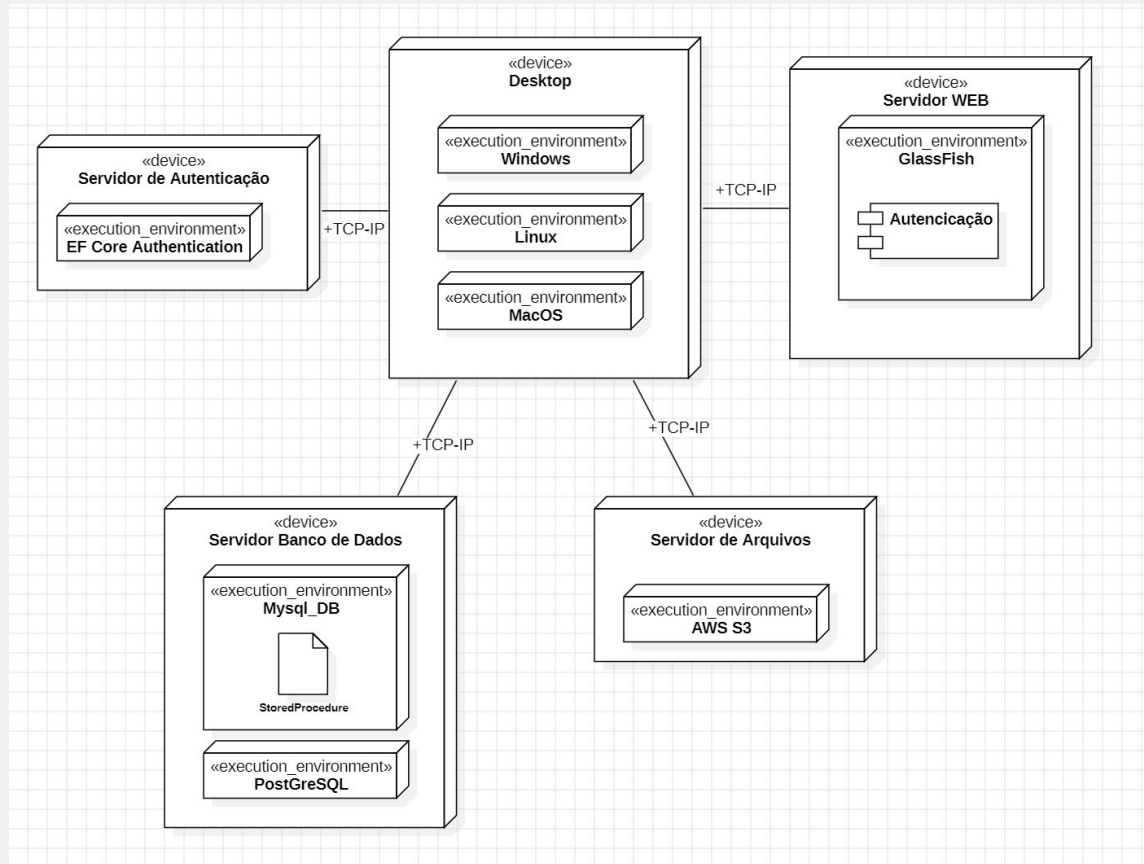 «device»
Desktop
«execution_environment»
Windows
«execution_environment»
Linux
«execution_environment»
MacOS
«device»
Servidor WEB
«execution_environment»
GlassFish
Autencicação
«device»
Servidor de Autenticação
«execution_environment»
EF Core Authentication
+TCP-IP
+TCP-IP
+TCP-IP
+TCP-IP
«device»
Servidor Banco de Dados
«execution_environment»
Mysql_DB
StoredProcedure
«execution_environment»
PostGreSQL
«device»
Servidor de Arquivos
«execution_environment»
AWS S3